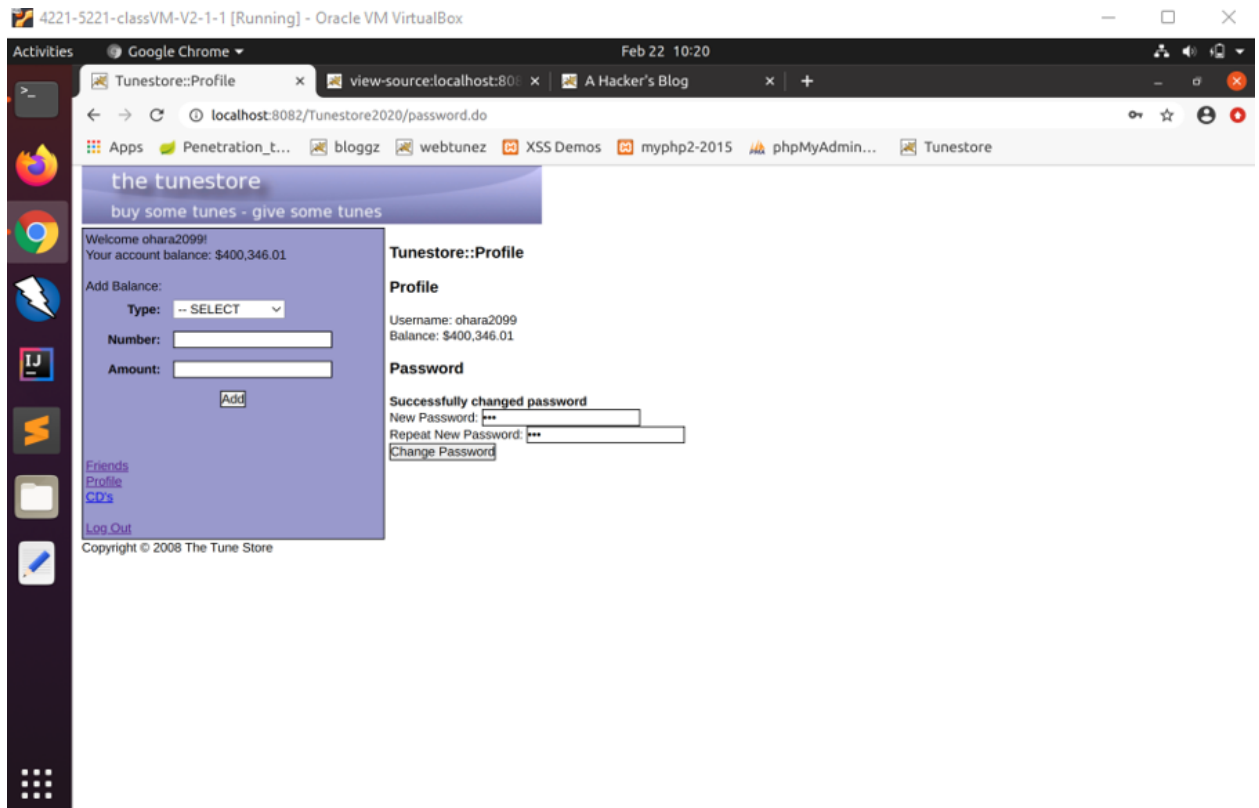 4221-5221-classVM-V2-1-1 [Running] - Oracle VM VirtualBox
Activities Google Chrome Feb 22 10:20
Tunestore::Profile view-source:localhost:808 A Hacker's Blog
localhost:8082/Tunestore2020/password.do
Apps Penetration_t... bloggz webtunez XSS Demos myphp2-2015 phpMyAdmin... Tunestore
the tunestore
buy some tunes - give some tunes
Welcome ohara2099!
Your account balance: $400,346.01
Add Balance:
Type: -- SELECT
Number:
Amount:
Add
Friends
Profile
CD's
Log Out
Tunestore::Profile
Profile
Username: ohara2099
Balance: $400,346.01
Password
Successfully changed password
New Password: •••
Repeat New Password: •••
Change Password
Copyright © 2008 The Tune Store